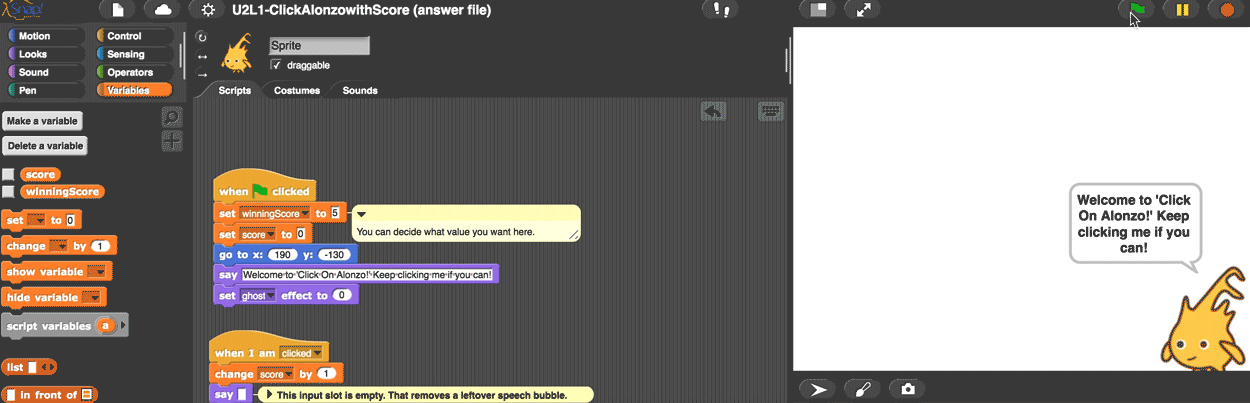 Snap!
U2L1-ClickAlonzowithScore (answer file)
Motion
Control
Looks
Sensing
Sound
Operators
Pen
Variables
Sprite
draggable
Scripts
Costumes
Sounds
Make a variable
Delete a variable
score
winningScore
set to 0
change by 1
show variable
hide variable
script variables a
list
in front of
when clicked
set winningScore to 5
You can decide what value you want here.
set score to 0
go to x: 190 y: -130
say Welcome to 'Click On Alonzo!' Keep clicking me if you can!
set ghost effect to 0
when I am clicked
change score by 1
say
This input slot is empty. That removes a leftover speech bubble.
Welcome to 'Click
On Alonzo!' Keep
clicking me if you
can!